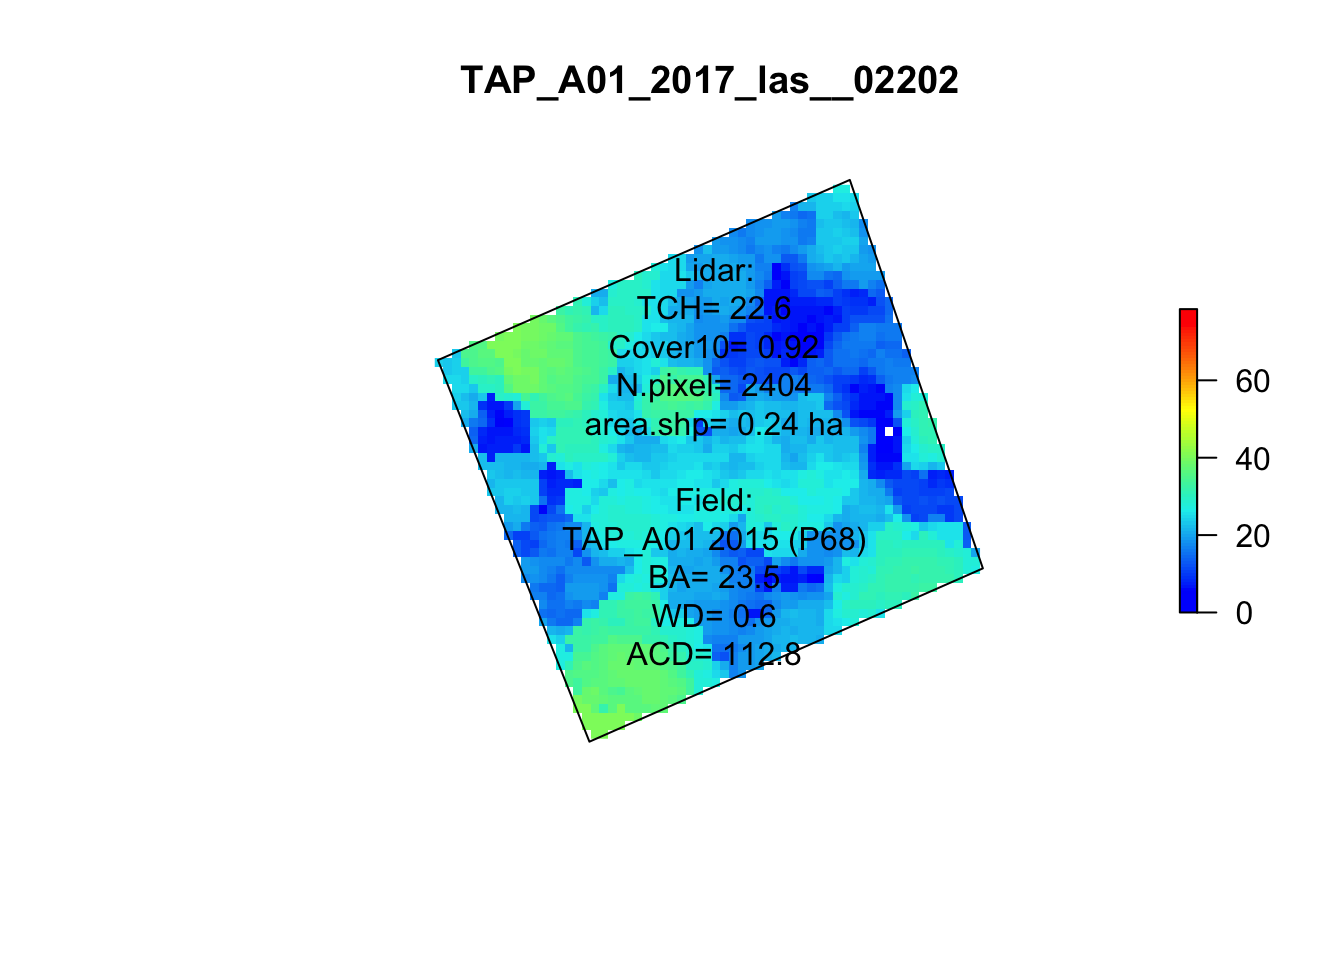 TAP_A01_2017_las__02202
Lidar:
TCH= 22.6
Cover10= 0.92
N.pixel= 2404
area.shp= 0.24 ha
Field:
TAP_A01 2015 (P68)
BA= 23.5
WD= 0.6
ACD= 112.8
60
40
20
0